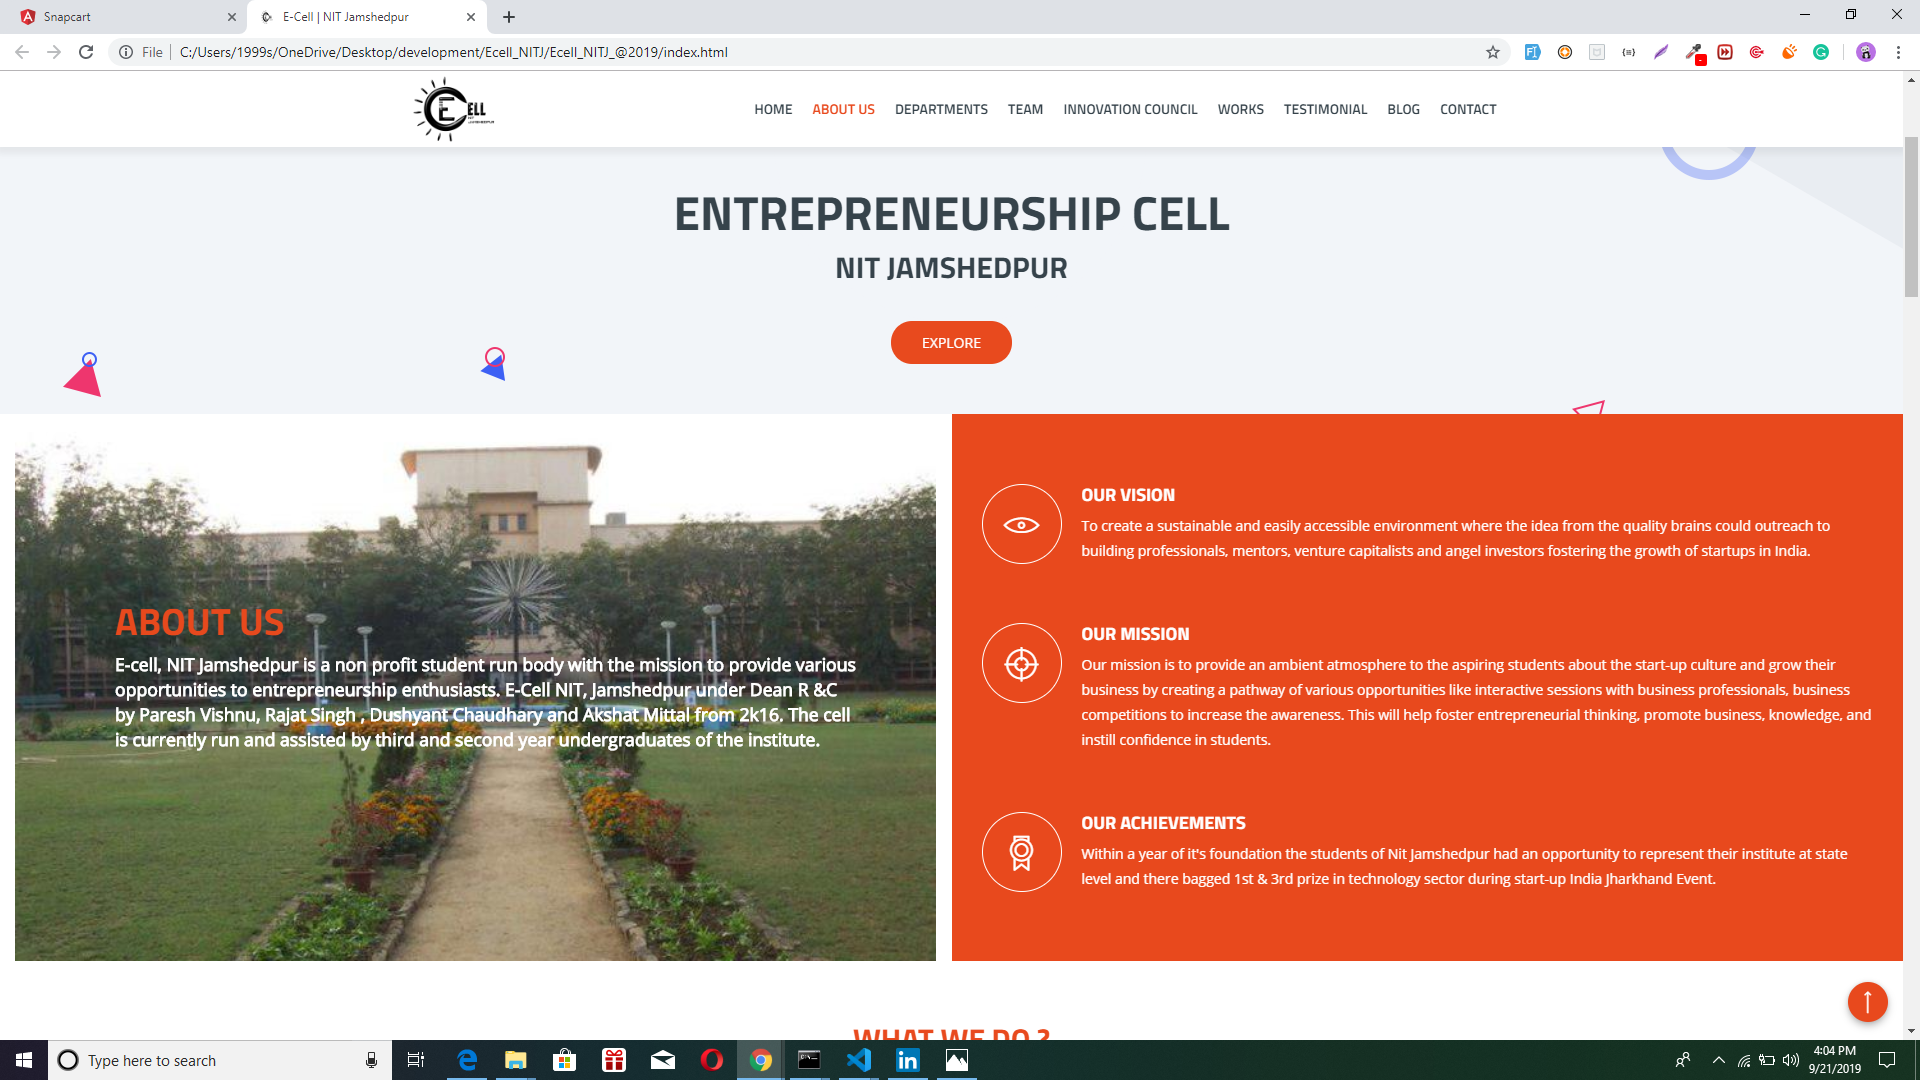 Snapcart
E-Cell | NIT Jamshedpur
File
C:/Users/1999s/OneDrive/Desktop/development/Ecell_NITJ/Ecell_NITJ_@2019/index.html
E CELL
HOME ABOUT US DEPARTMENTS TEAM INNOVATION COUNCIL WORKS TESTIMONIAL BLOG CONTACT
ENTREPRENEURSHIP CELL
NIT JAMSHEDPUR
EXPLORE
ABOUT US
E-cell, NIT Jamshedpur is a non profit student run body with the mission to provide various
opportunities to entrepreneurship enthusiasts. E-Cell NIT, Jamshedpur under Dean R &C
by Paresh Vishnu, Rajat Singh , Dushyant Chaudhary and Akshat Mittal from 2k16. The cell
is currently run and assisted by third and second year undergraduates of the institute.
OUR VISION
To create a sustainable and easily accessible environment where the idea from the quality brains could outreach to
building professionals, mentors, venture capitalists and angel investors fostering the growth of startups in India.
OUR MISSION
Our mission is to provide an ambient atmosphere to the aspiring students about the start-up culture and grow their
business by creating a pathway of various opportunities like interactive sessions with business professionals, business
competitions to increase the awareness. This will help foster entrepreneurial thinking, promote business, knowledge, and
instill confidence in students.
OUR ACHIEVEMENTS
Within a year of it's foundation the students of Nit Jamshedpur had an opportunity to represent their institute at state
level and there bagged 1st & 3rd prize in technology sector during start-up India Jharkhand Event.
WHAT WE DO ?
Type here to search
4:04 PM
9/21/2019